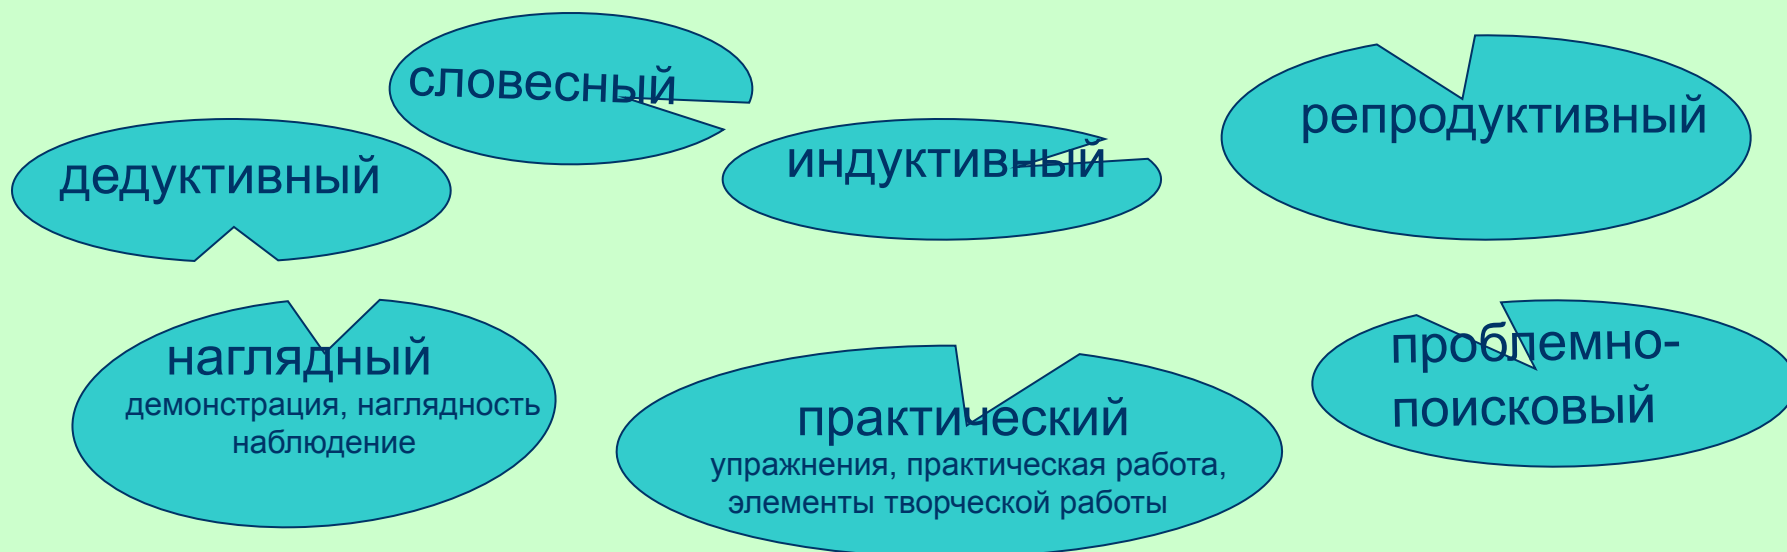 словесный
дедуктивный
индуктивный
репродуктивный
наглядный
демонстрация, наглядность
наблюдение
практический
упражнения, практическая работа,
элементы творческой работы
проблемно-
поисковый